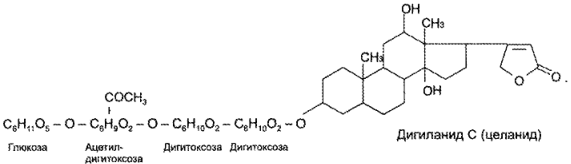 OH
CH₃
CH₃
OH
O
O
COCH₃
C₆H₁₁O₅ – O – C₆H₉O₂ – O – C₆H₁₀O₂ – C₆H₁₀O₂ – O
Глюкоза Ацетил-дигитоксоза Дигитоксоза Дигитоксоза
Дигиланид С (целанид)